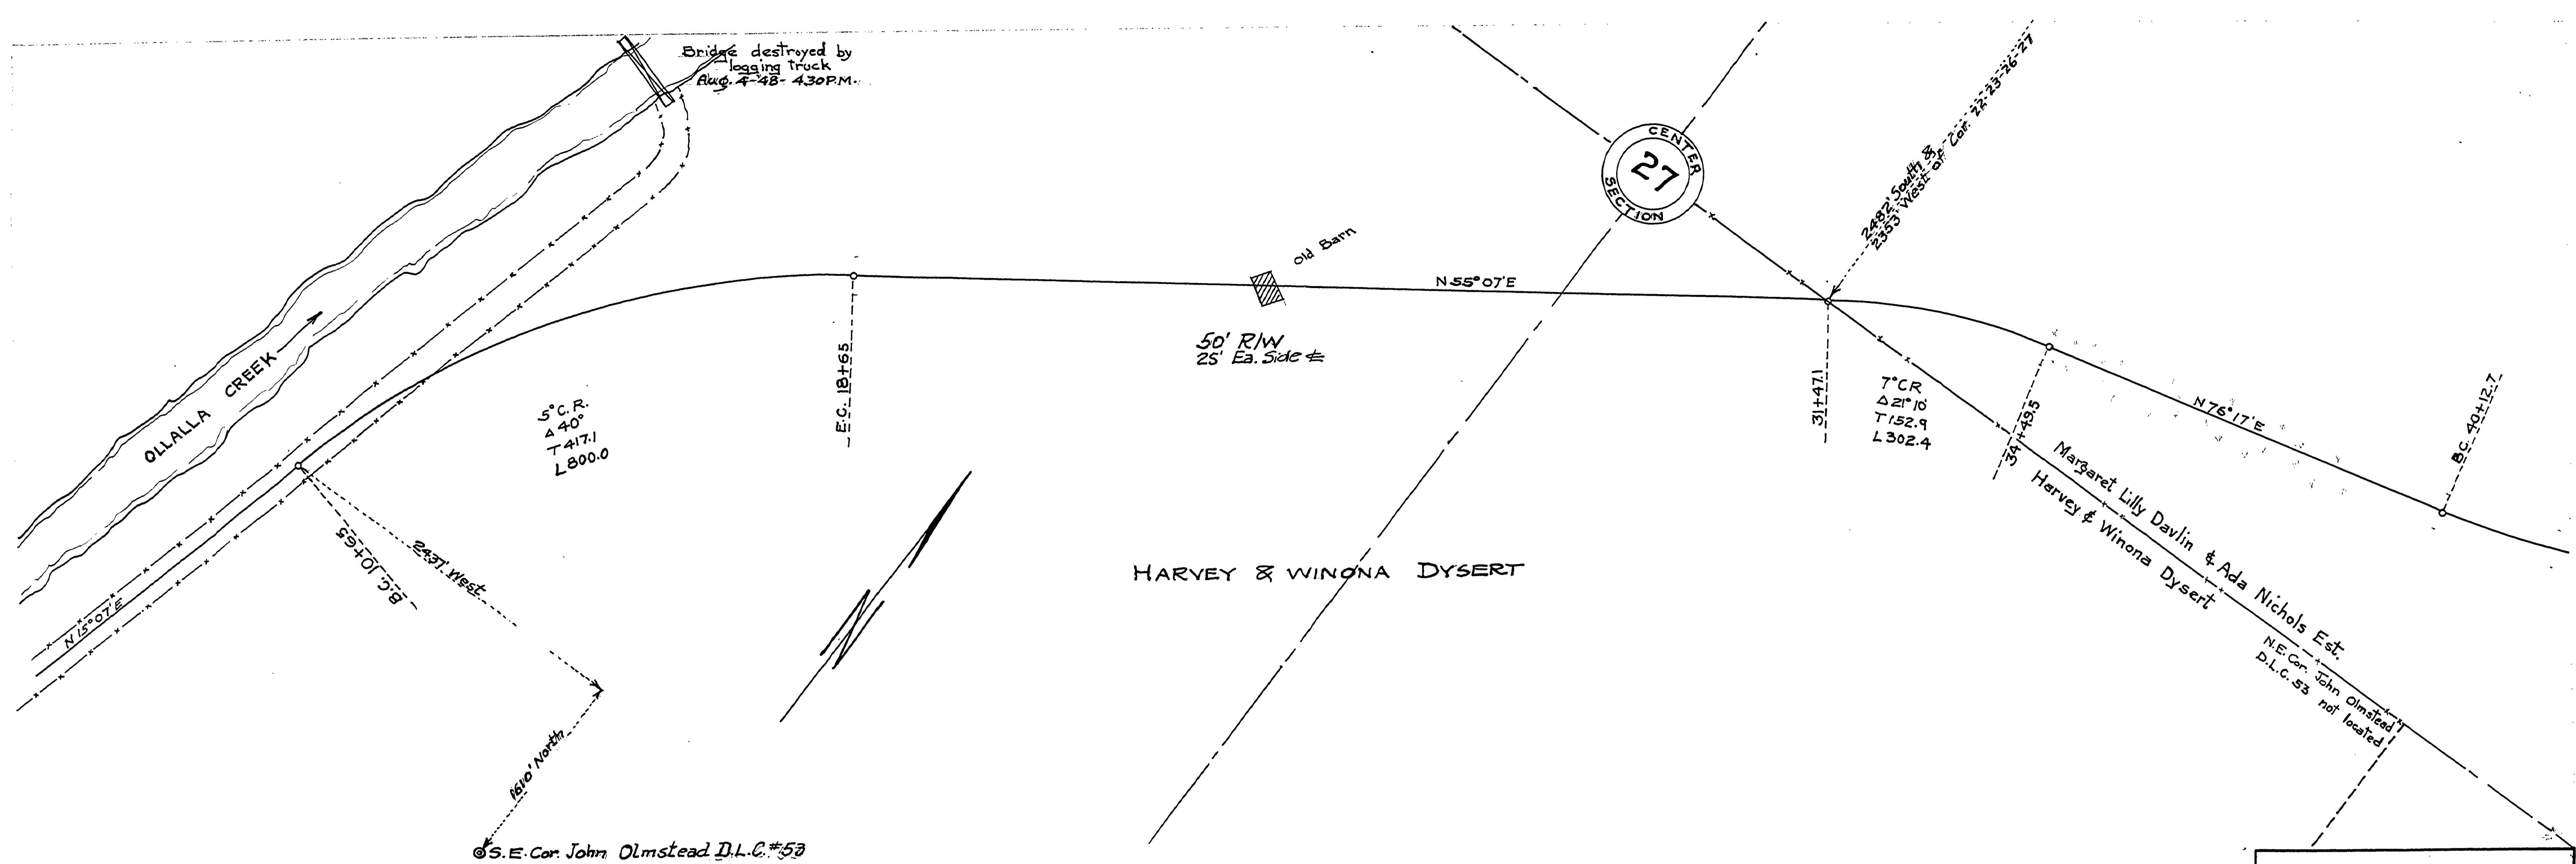 Bridge destroyed by
logging truck
Aug. 4-48- 4:30P.M.
CENTER
27
SECTION
2482' South &
2353' West of Cor. 22-23-26-27
Old Barn
N 55° 07' E
50' R/W
25' Ea. Side ⅊
OLLALLA CREEK
E.C. 18+65
5° C.R.
Δ 40°
T 417.1
L 800.0
31+47.1
7° CR
Δ 21° 10'
T 152.9
L 302.4
34+49.5
N 76° 17' E
B.C. 40+12.7
Margaret Lilly Davlin & Ada Nichols Est.
Harvey & Winona Dysert
B.C. 10+65
2437' West
N 15° 07' E
HARVEY & WINONA DYSERT
N.E. Cor. John Olmstead
D.L.C. 53 not located
1610' North
S.E. Cor. John Olmstead D.L.C. #53